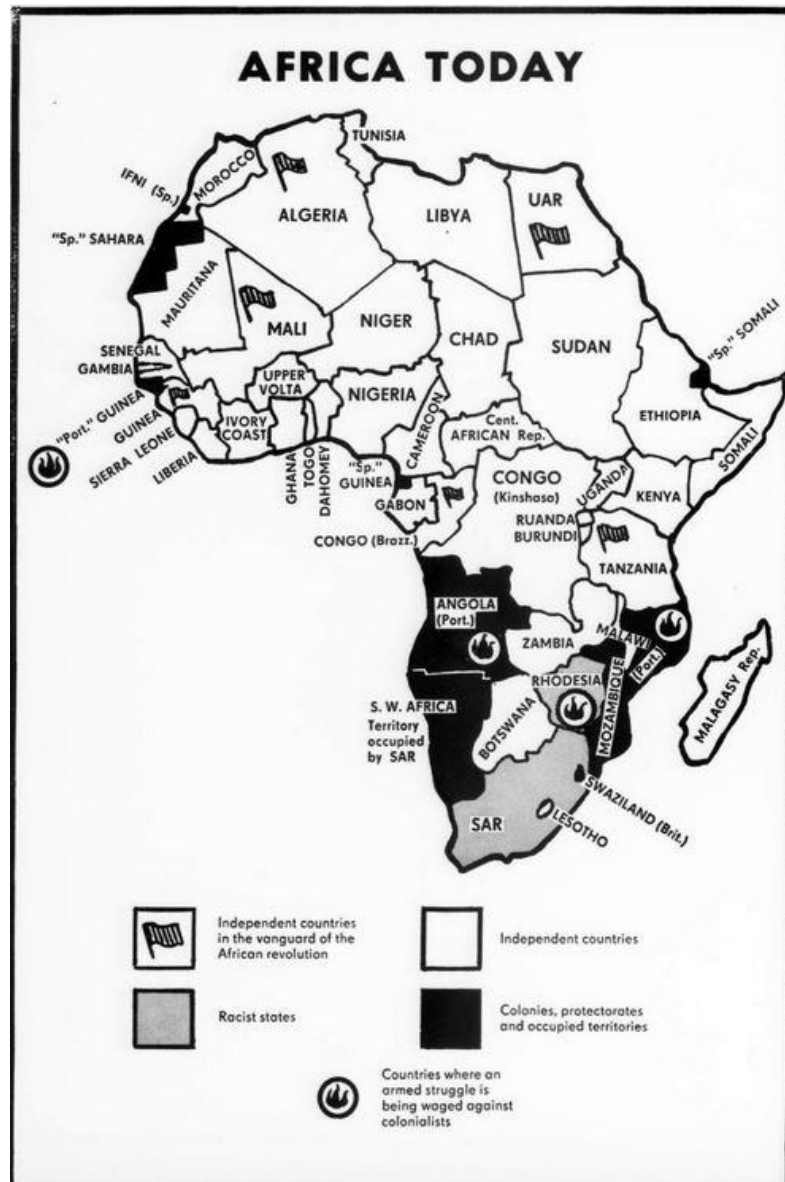 AFRICA TODAY
TUNISIA
IFNI (Sp.)
MOROCCO
ALGERIA
LIBYA
UAR
"Sp." SAHARA
MAURITANA
MALI
NIGER
CHAD
SUDAN
"Sp." SOMALI
SENEGAL
GAMBIA
"Port." GUINEA
GUINEA
SIERRA LEONE
LIBERIA
IVORY
COAST
UPPER
VOLTA
GHANA
TOGO
DAHOMEY
NIGERIA
CAMEROON
Cent.
AFRICAN Rep.
ETHIOPIA
SOMALI
"Sp."
GUINEA
GABON
CONGO (Brazz.)
CONGO
(Kinshasa)
UGANDA
KENYA
RUANDA
BURUNDI
TANZANIA
ANGOLA
(Port.)
ZAMBIA
MALAWI
MOZAMBIQUE
(Port.)
RHODESIA
S. W. AFRICA
Territory
occupied
by SAR
BOTSWANA
MALAGASY Rep.
SAR
SWAZILAND (Brit.)
LESOTHO
Independent countries
in the vanguard of the
African revolution
Independent countries
Racist states
Colonies, protectorates
and occupied territories
Countries where an
armed struggle is
being waged against
colonialists